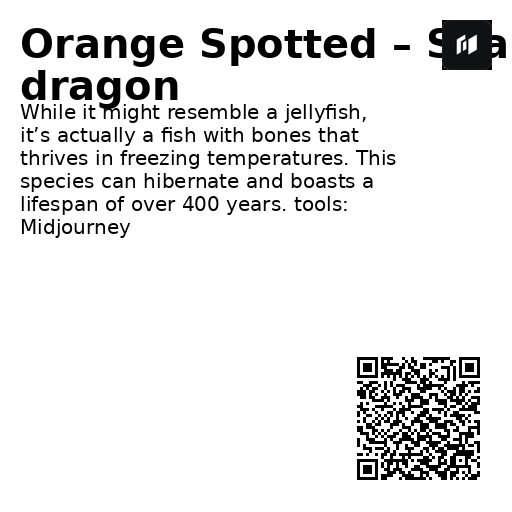 Orange Spotted – Sea
dragon
While it might resemble a jellyfish,
it’s actually a fish with bones that
thrives in freezing temperatures. This
species can hibernate and boasts a
lifespan of over 400 years. tools:
Midjourney